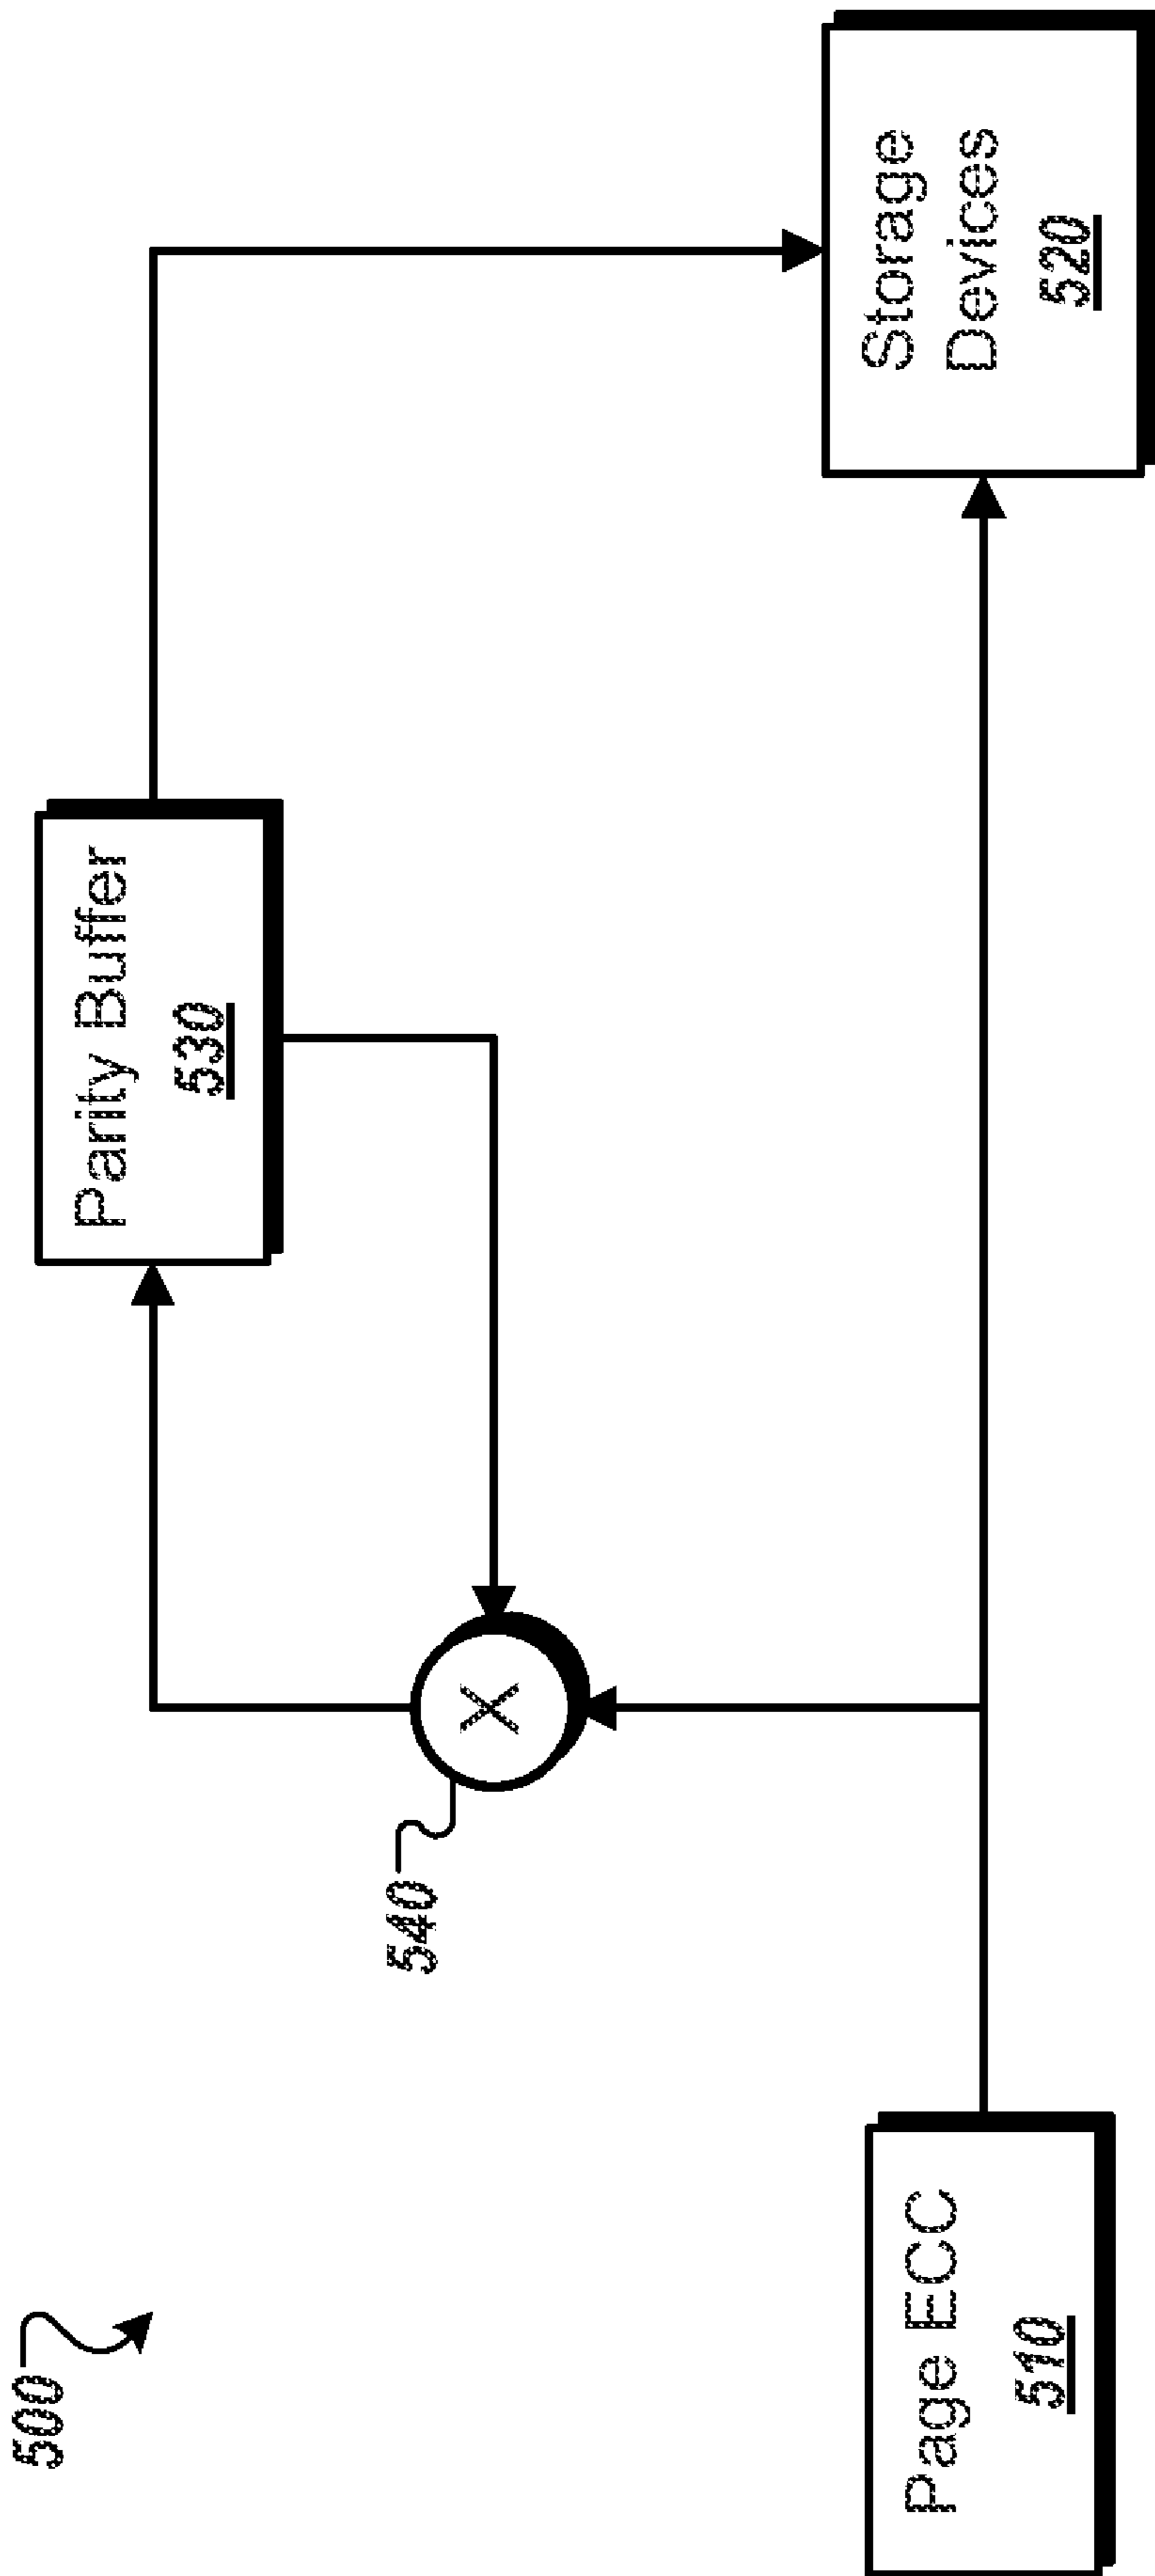 500
Parity Buffer
530
540
X
Page ECC
510
Storage
Devices
520